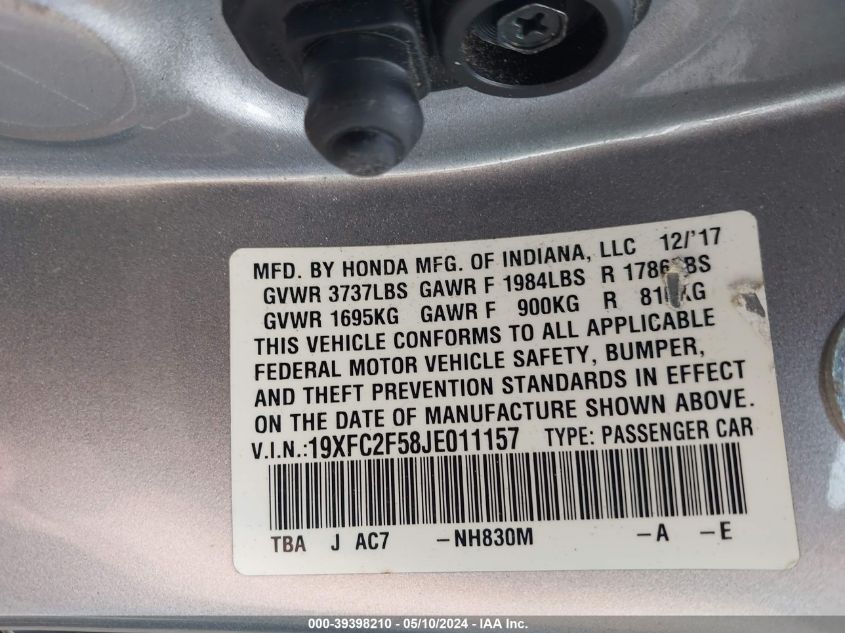 MFD. BY HONDA MFG. OF INDIANA, LLC 12/'17
GVWR 3737LBS GAWR F 1984LBS R
GVWR 1695KG GAWR F 900KG R
THIS VEHICLE CONFORMS TO ALL APPLICABLE
FEDERAL MOTOR VEHICLE SAFETY, BUMPER,
AND THEFT PREVENTION STANDARDS IN EFFECT
ON THE DATE OF MANUFACTURE SHOWN ABOVE.
V.I.N.:19XFC2F58JE011157 TYPE: PASSENGER CAR
TBA J AC7 -NH830M -A -E
000-39398210 - 05/10/2024 - IAA Inc.